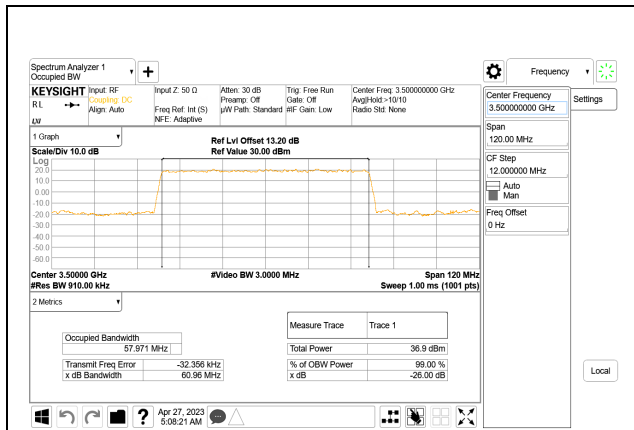 Spectrum Analyzer 1
Occupied BW
Frequency
KEYSIGHT
RL
Input: RF
Coupling: DC
Align: Auto
Input Z: 50 Ω
Freq Ref: Int (S)
NFE: Adaptive
Atten: 30 dB
Preamp: Off
µW Path: Standard
Trig: Free Run
Gate: Off
#IF Gain: Low
Center Freq: 3.500000000 GHz
Avg|Hold:>10/10
Radio Std: None
1 Graph
Scale/Div 10.0 dB
Ref Lvl Offset 13.20 dB
Ref Value 30.00 dBm
Log
20.0
10.0
0.00
-10.0
-20.0
-30.0
-40.0
-50.0
-60.0
Center 3.50000 GHz
#Video BW 3.0000 MHz
Span 120 MHz
#Res BW 910.00 kHz
Sweep 1.00 ms (1001 pts)
2 Metrics
Measure Trace Trace 1
Occupied Bandwidth
57.971 MHz
Total Power 36.9 dBm
Transmit Freq Error -32.356 kHz
% of OBW Power 99.00 %
x dB Bandwidth 60.96 MHz
x dB -26.00 dB
Apr 27, 2023
5:08:21 AM
Center Frequency
3.500000000 GHz
Settings
Span
120.00 MHz
CF Step
12.000000 MHz
Auto
Man
Freq Offset
0 Hz
Local